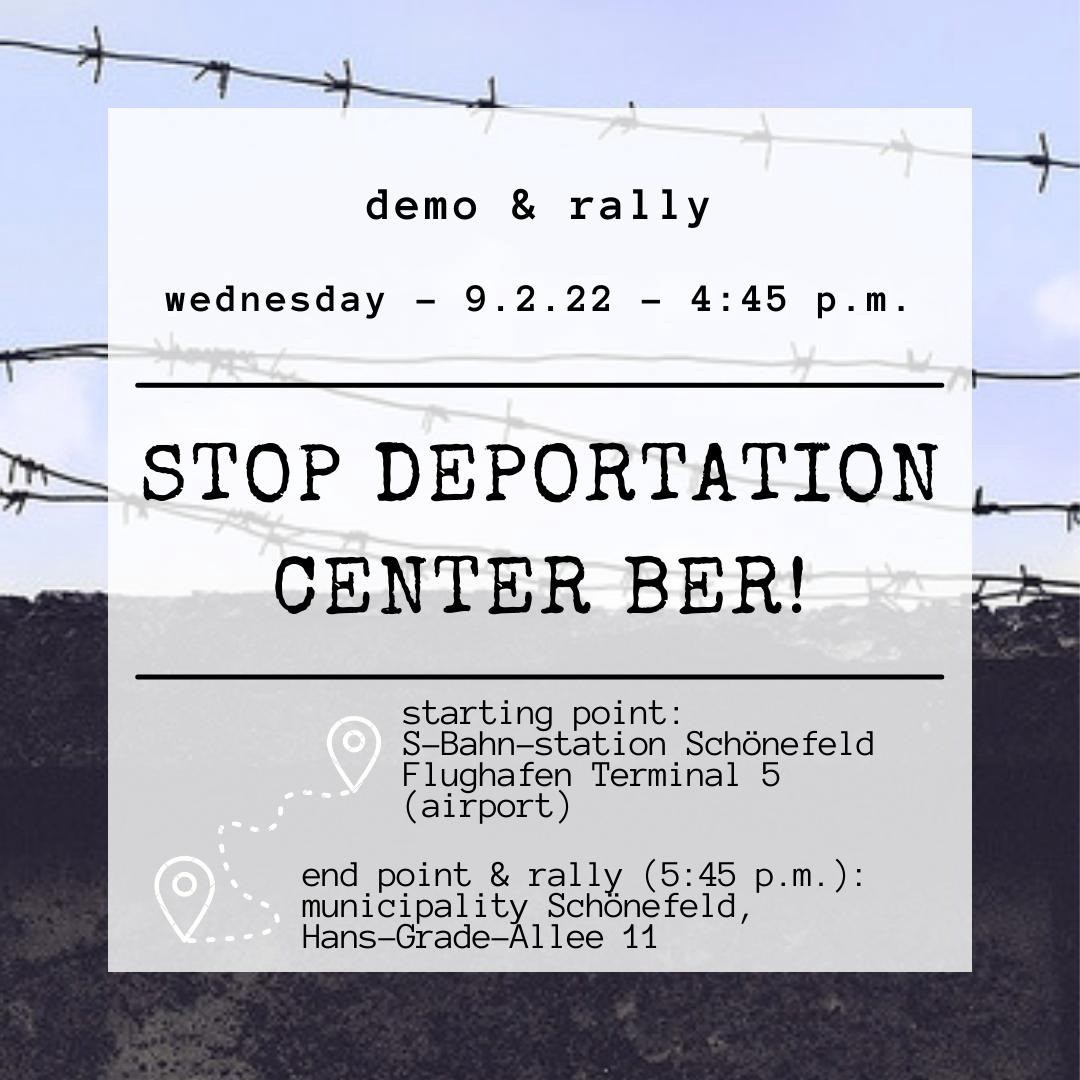 demo & rally
wednesday – 9.2.22 – 4:45 p.m.
STOP DEPORTATION
CENTER BER!
starting point:
S-Bahn-station Schönefeld
Flughafen Terminal 5
(airport)
end point & rally (5:45 p.m.):
municipality Schönefeld,
Hans-Grade-Allee 11